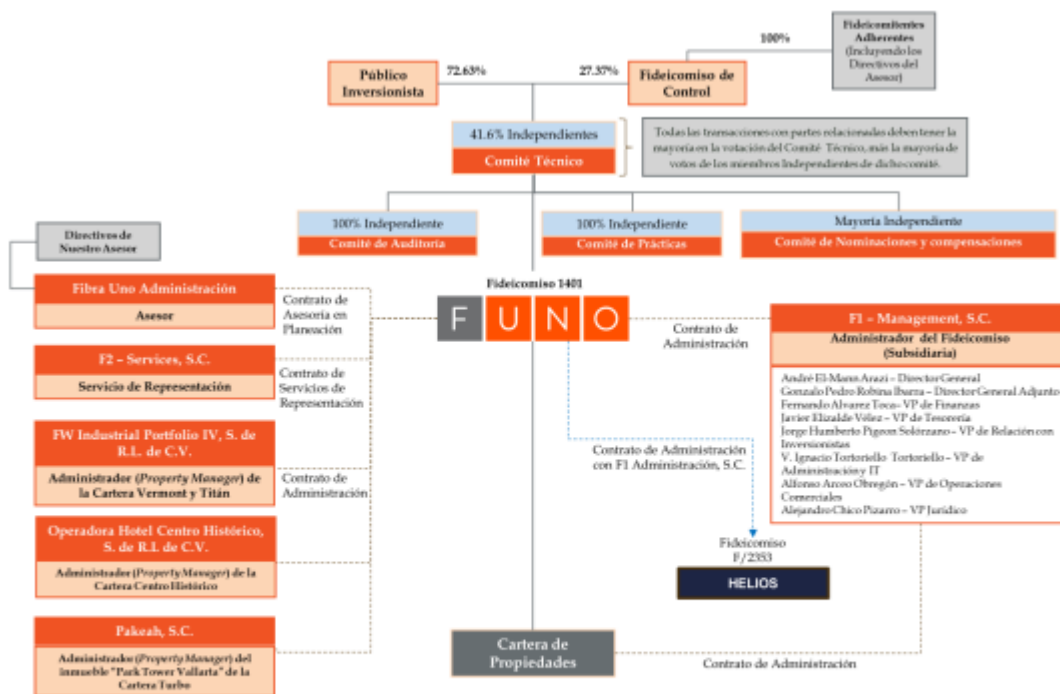 Fideicomitentes
Adherentes
(Incluyendo los
Directivos del
Asesor)
100%
Público
Inversionista
72.63%
27.37%
Fideicomiso de
Control
41.6% Independientes
Comité Técnico
Todas las transacciones con partes relacionadas deben tener la
mayoría en la votación del Comité Técnico, más la mayoría de
votos de los miembros Independientes de dicho comité.
100% Independiente
Comité de Auditoría
100% Independiente
Comité de Prácticas
Mayoría Independiente
Comité de Nominaciones y compensaciones
Directivos de
Nuestro Asesor
Fideicomiso 1401
FUNO
Fibra Uno Administración
Asesor
Contrato de
Asesoría en
Planeación
F2 – Services, S.C.
Servicio de Representación
Contrato de
Servicios de
Representación
FW Industrial Portfolio IV, S. de
R.L. de C.V.
Administrador (Property Manager) de
la Cartera Vermont y Titán
Contrato de
Administración
Operadora Hotel Centro Histórico,
S. de R.L de C.V.
Administrador (Property Manager) de la
Cartera Centro Histórico
Pakeah, S.C.
Administrador (Property Manager) del
inmueble "Park Tower Vallarta" de la
Cartera Turbo
Contrato de
Administración
F1 – Management, S.C.
Administrador del Fideicomiso
(Subsidiaria)
André El-Mann Arazi – Director General
Gonzalo Pedro Robina Ibarra – Director General Adjunto
Fernando Alvarez Toca– VP de Finanzas
Javier Elizalde Vélez – VP de Tesorería
Jorge Humberto Pigeon Solórzano – VP de Relación con
Inversionistas
V. Ignacio Tortoriello Tortoriello – VP de
Administración y IT
Alfonso Arceo Obregón – VP de Operaciones
Comerciales
Alejandro Chico Pizarro – VP Jurídico
Contrato de Administración
con F1 Administración, S.C.
Fideicomiso
F/2353
HELIOS
Cartera de
Propiedades
Contrato de Administración